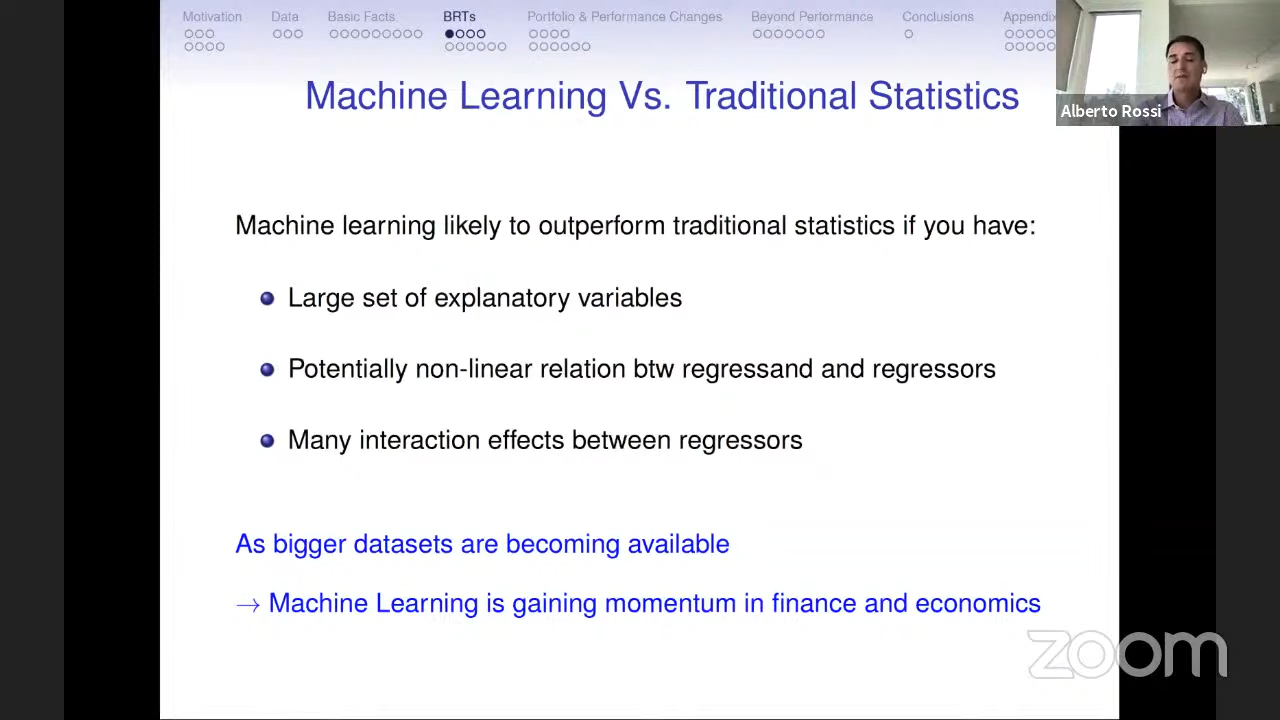 Motivation Data Basic Facts BRTs Portfolio & Performance Changes Beyond Performance Conclusions Appendix
Machine Learning Vs. Traditional Statistics
Alberto Rossi
Machine learning likely to outperform traditional statistics if you have:
Large set of explanatory variables
Potentially non-linear relation btw regressand and regressors
Many interaction effects between regressors
As bigger datasets are becoming available
→ Machine Learning is gaining momentum in finance and economics
zoom